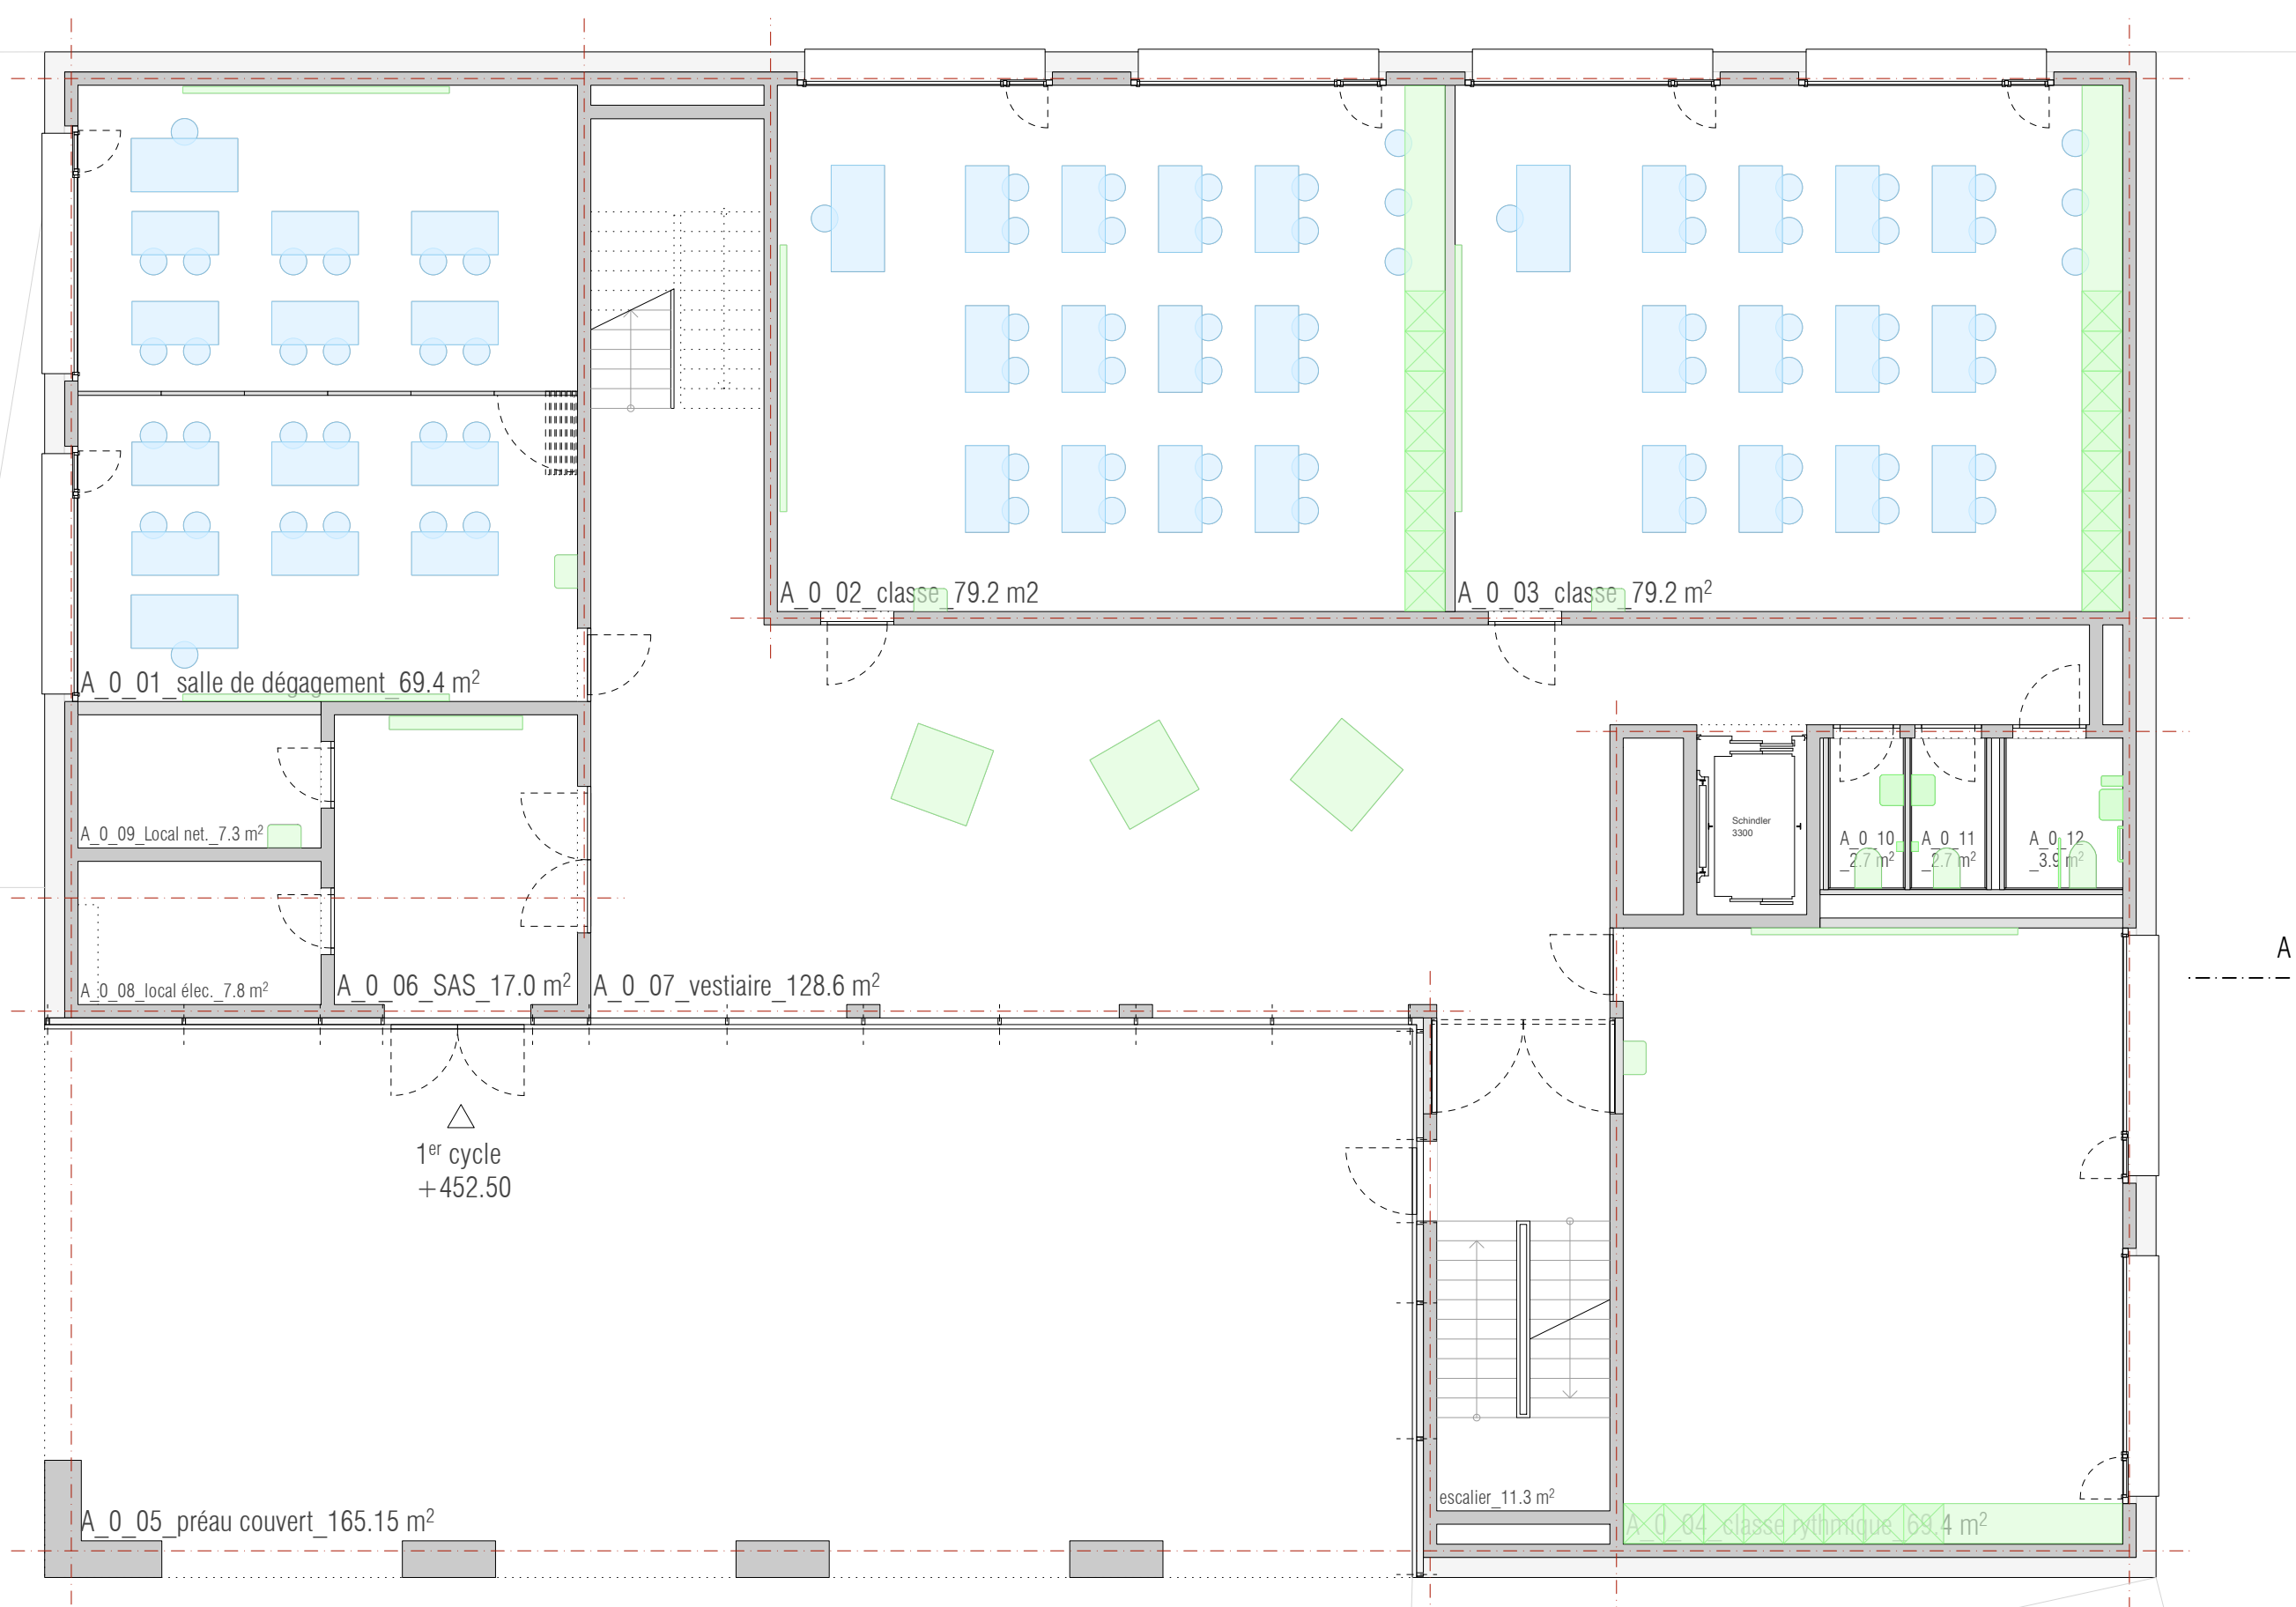 A_0_02_classe_79.2 m2
A_0_03_classe_79.2 m²
A_0_01_salle de dégagement_69.4 m²
Schindler
3300
A_0_09_Local net._7.3 m²
A_0_10
_2.7 m²
A_0_11
_2.7 m²
A_0_12
_3.9 m²
A
A_0_08_local élec._7.8 m²
A_0_06_SAS_17.0 m²
A_0_07_vestiaire_128.6 m²
1er cycle
+452.50
escalier_11.3 m²
A_0_05_préau couvert_165.15 m²
A_0_04_classe rythmique_69.4 m²